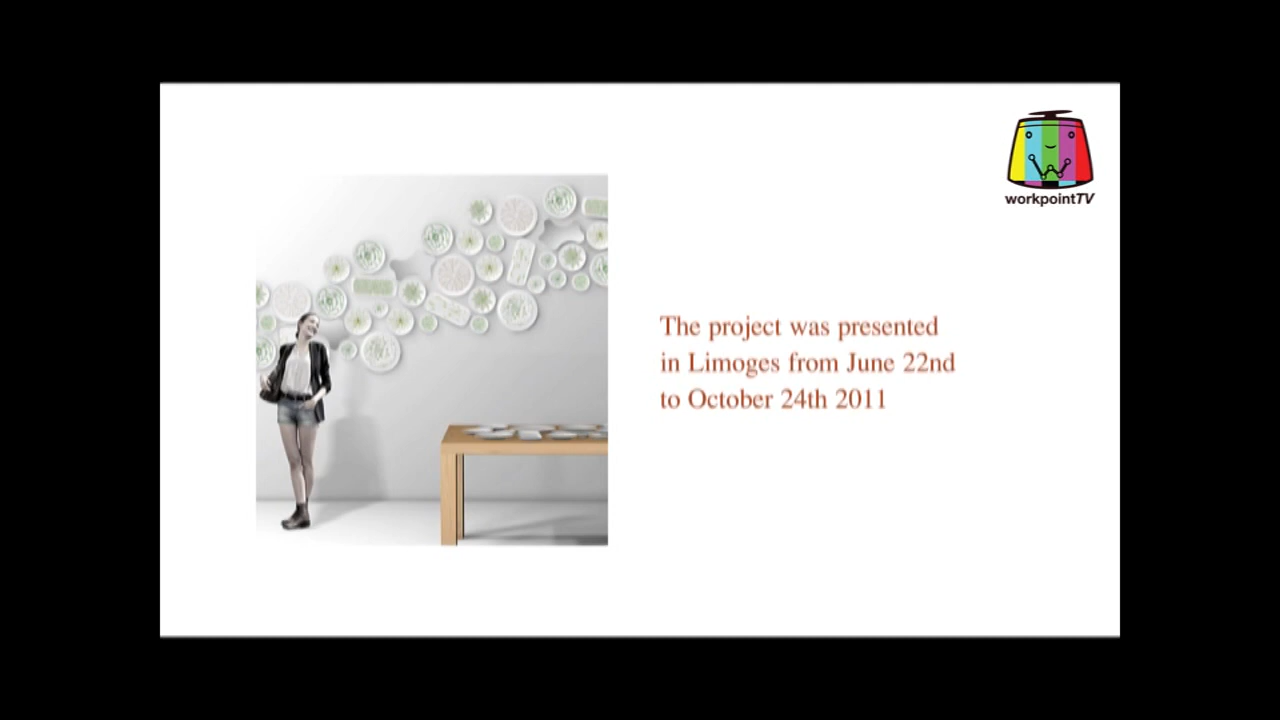 workpointTV
The project was presented
in Limoges from June 22nd
to October 24th 2011